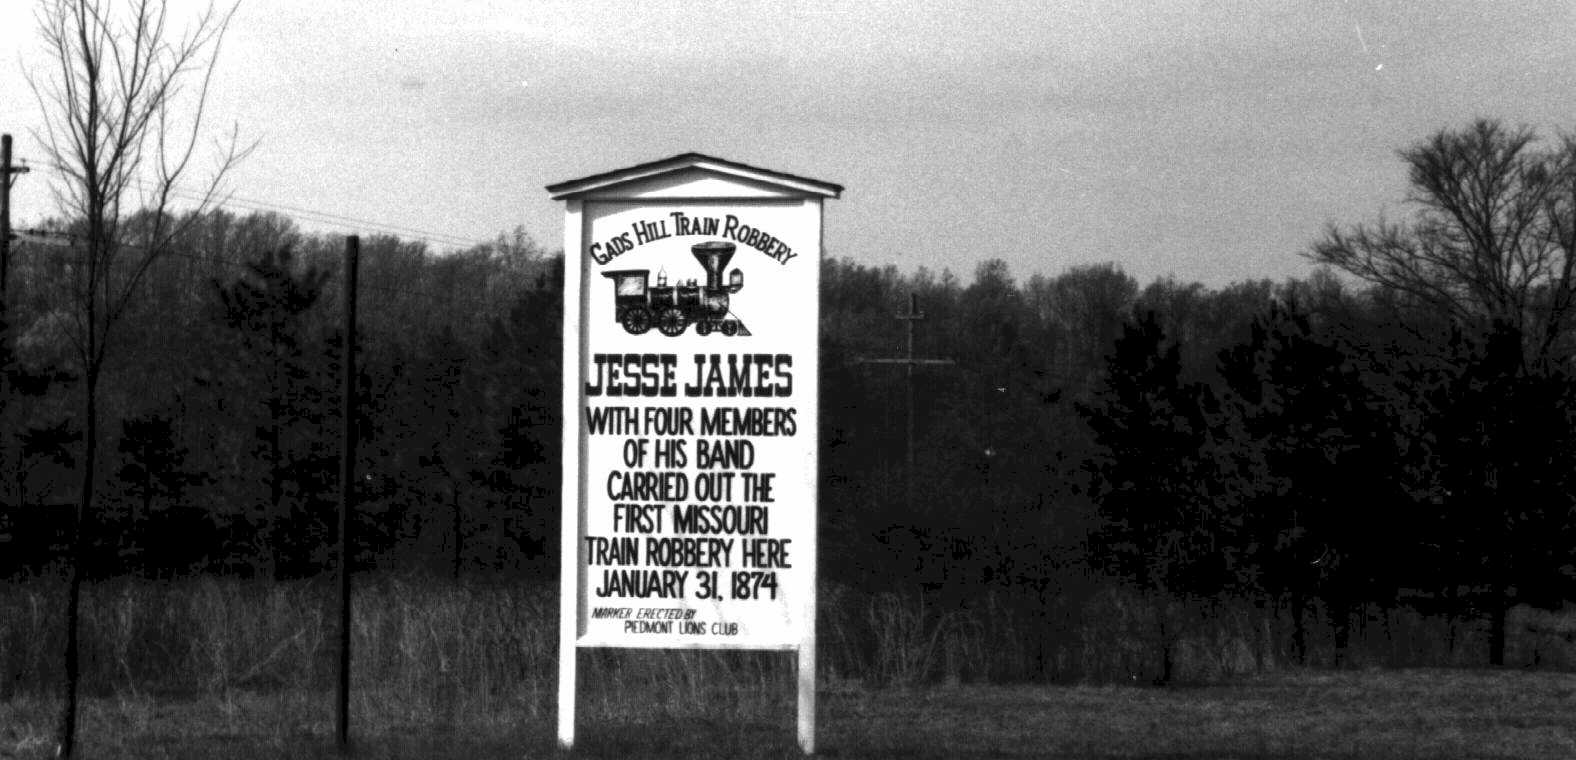 GADS HILL TRAIN ROBBERY
JESSE JAMES
WITH FOUR MEMBERS
OF HIS BAND
CARRIED OUT THE
FIRST MISSOURI
TRAIN ROBBERY HERE
JANUARY 31, 1874
MARKER ERECTED BY
PIEDMONT LIONS CLUB